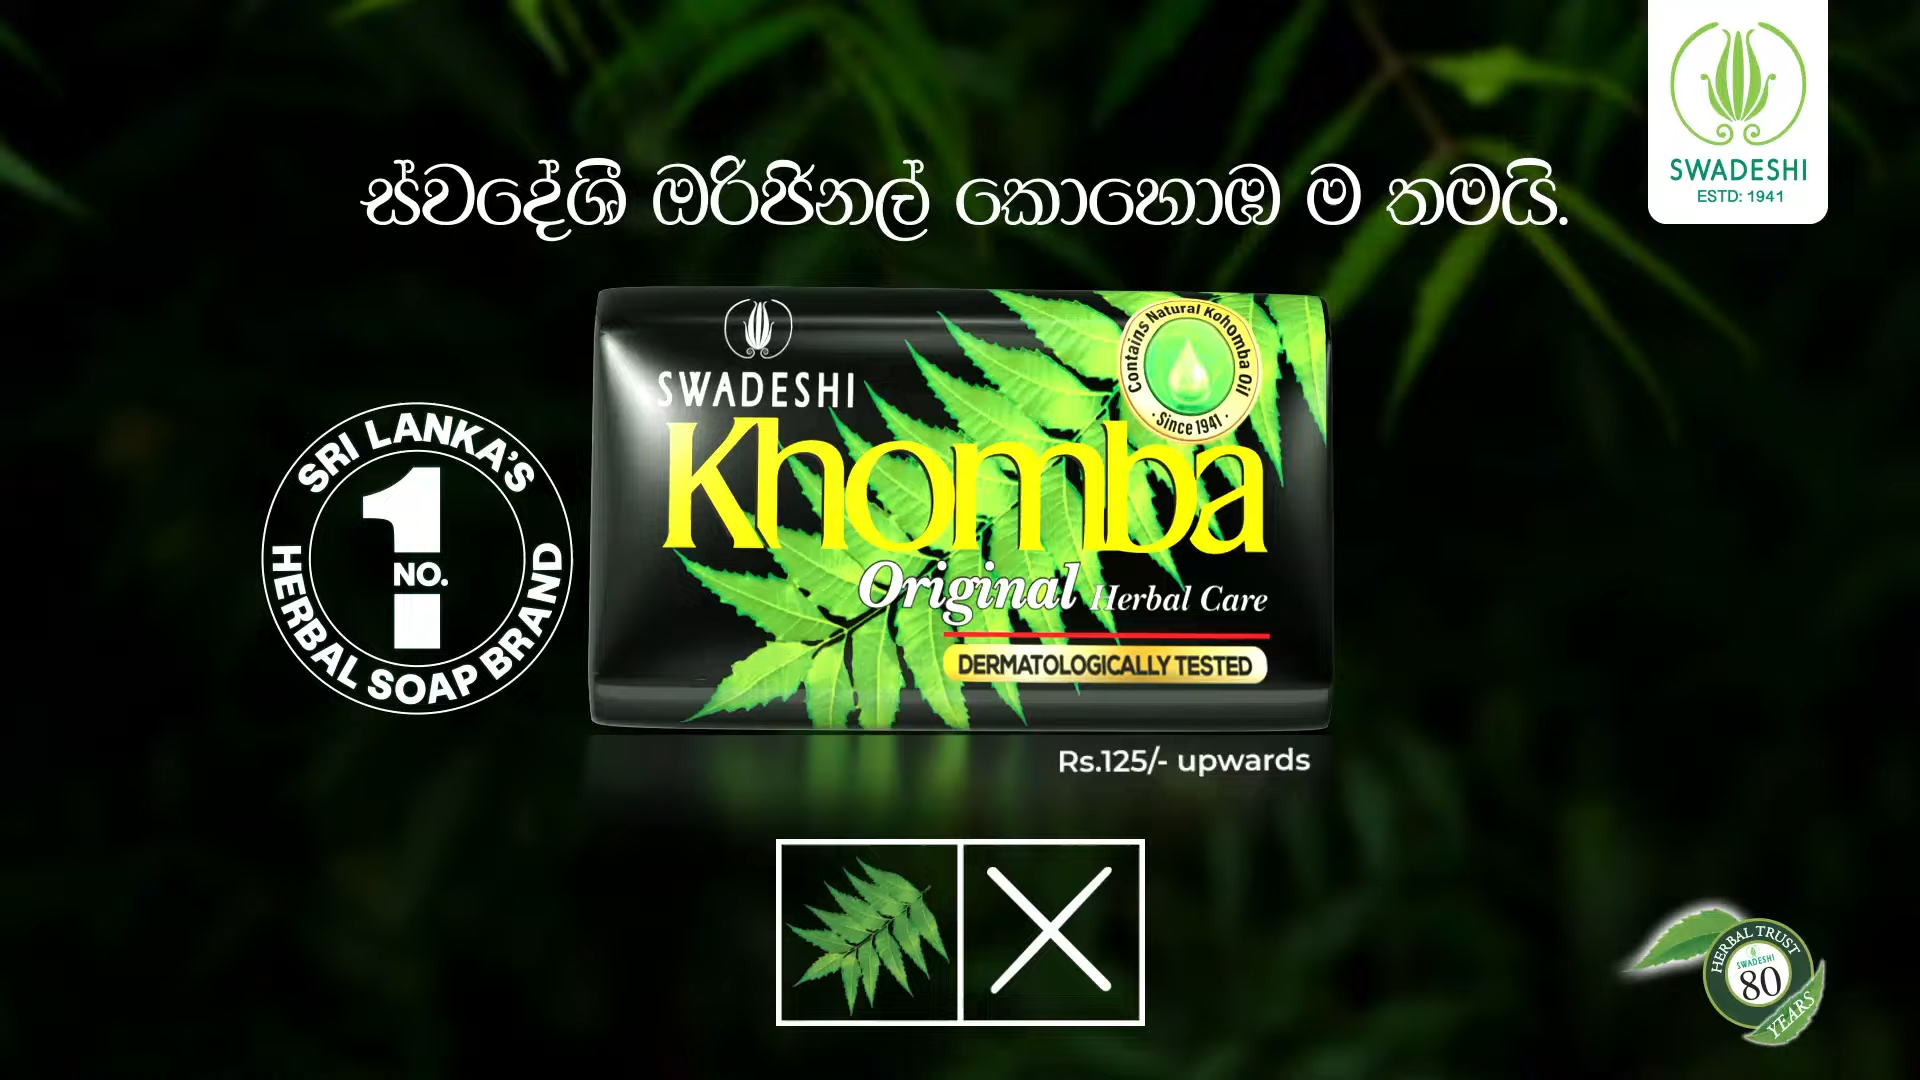 ස්වදේශී ඔරිජිනල් කොහොඹ ම තමයි.
SWADESHI
ESTD: 1941
SWADESHI
Khomba
Original Herbal Care
DERMATOLOGICALLY TESTED
Contains Natural Kohomba Oil
· Since 1941 ·
SRI LANKA'S
1
NO.
HERBAL SOAP BRAND
Rs.125/- upwards
HERBAL TRUST
SWADESHI
80
YEARS